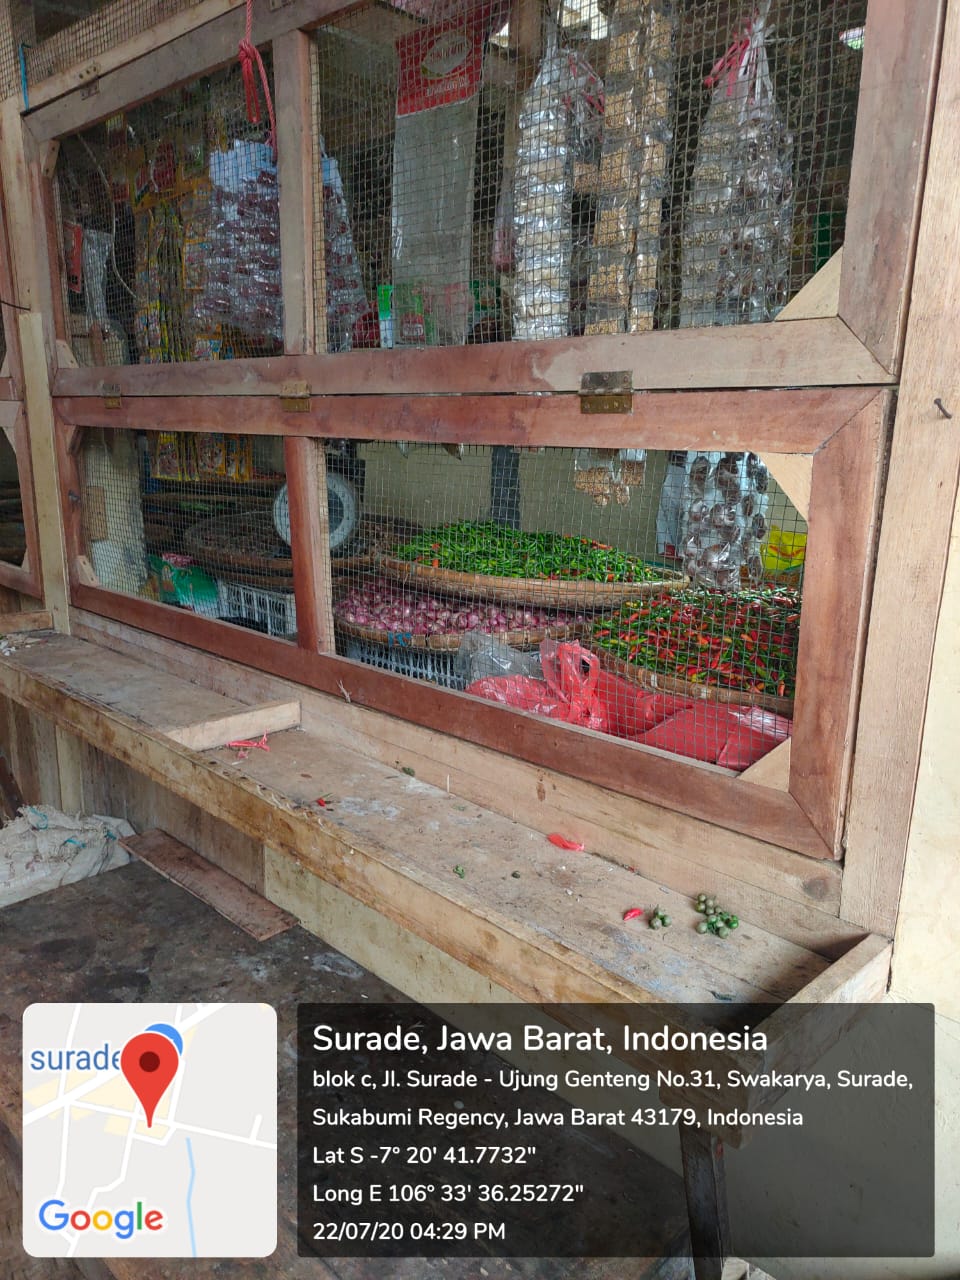 surade
Google
Surade, Jawa Barat, Indonesia
blok c, Jl. Surade - Ujung Genteng No.31, Swakarya, Surade,
Sukabumi Regency, Jawa Barat 43179, Indonesia
Lat S -7° 20' 41.7732"
Long E 106° 33' 36.25272"
22/07/20 04:29 PM